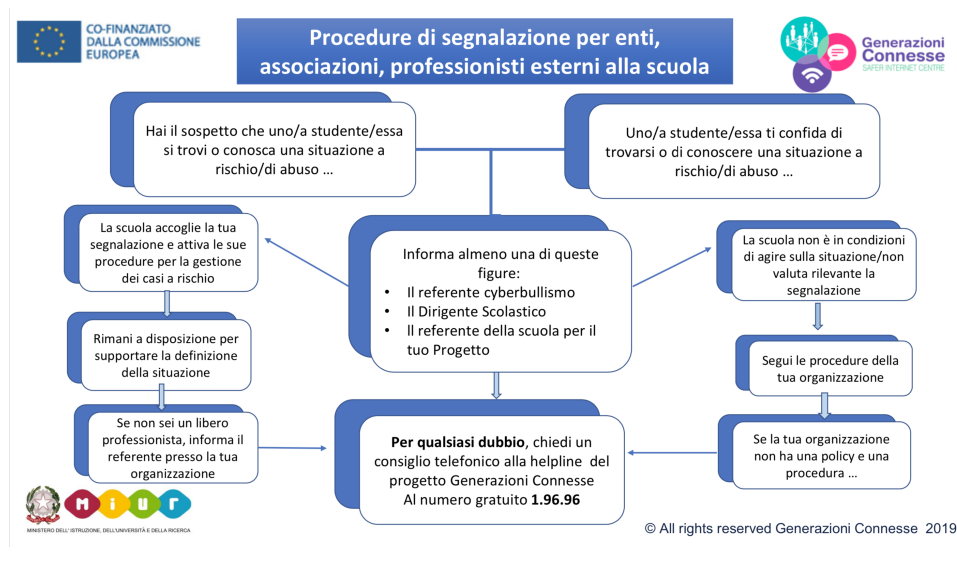 CO-FINANZIATO
DALLA COMMISSIONE
EUROPEA
Procedure di segnalazione per enti,
associazioni, professionisti esterni alla scuola
Generazioni
Connesse
SAFER INTERNET CENTRE
Hai il sospetto che uno/a studente/essa
si trovi o conosca una situazione a
rischio/di abuso …
Uno/a studente/essa ti confida di
trovarsi o di conoscere una situazione a
rischio/di abuso …
La scuola accoglie la tua
segnalazione e attiva le sue
procedure per la gestione
dei casi a rischio
Informa almeno una di queste
figure:
• Il referente cyberbullismo
• Il Dirigente Scolastico
• Il referente della scuola per il
tuo Progetto
La scuola non è in condizioni
di agire sulla situazione/non
valuta rilevante la
segnalazione
Rimani a disposizione per
supportare la definizione
della situazione
Segui le procedure della
tua organizzazione
Se non sei un libero
professionista, informa il
referente presso la tua
organizzazione
Per qualsiasi dubbio, chiedi un
consiglio telefonico alla helpline del
progetto Generazioni Connesse
Al numero gratuito 1.96.96
Se la tua organizzazione
non ha una policy e una
procedura …
miur
MINISTERO DELL' ISTRUZIONE, DELL'UNIVERSITÀ E DELLA RICERCA
© All rights reserved Generazioni Connesse 2019